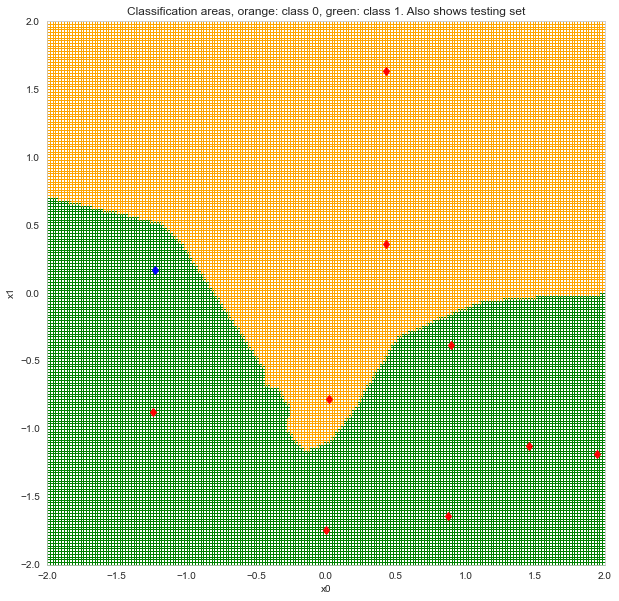 Classification areas, orange: class 0, green: class 1. Also shows testing set
2.0
1.5
1.0
0.5
0.0
−0.5
−1.0
−1.5
−2.0
x1
−2.0 −1.5 −1.0 −0.5 0.0 0.5 1.0 1.5 2.0
x0